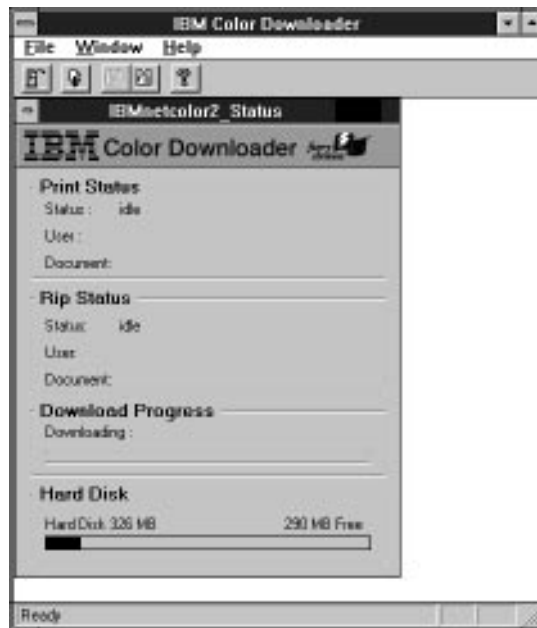 IBM Color Downloader
File Window Help
IBMnetcolor2_Status
IBM Color Downloader
Print Status
Status : idle
User :
Document:
Rip Status
Status: idle
User:
Document:
Download Progress
Downloading :
Hard Disk
Hard Disk 326 MB 290 MB Free
Ready